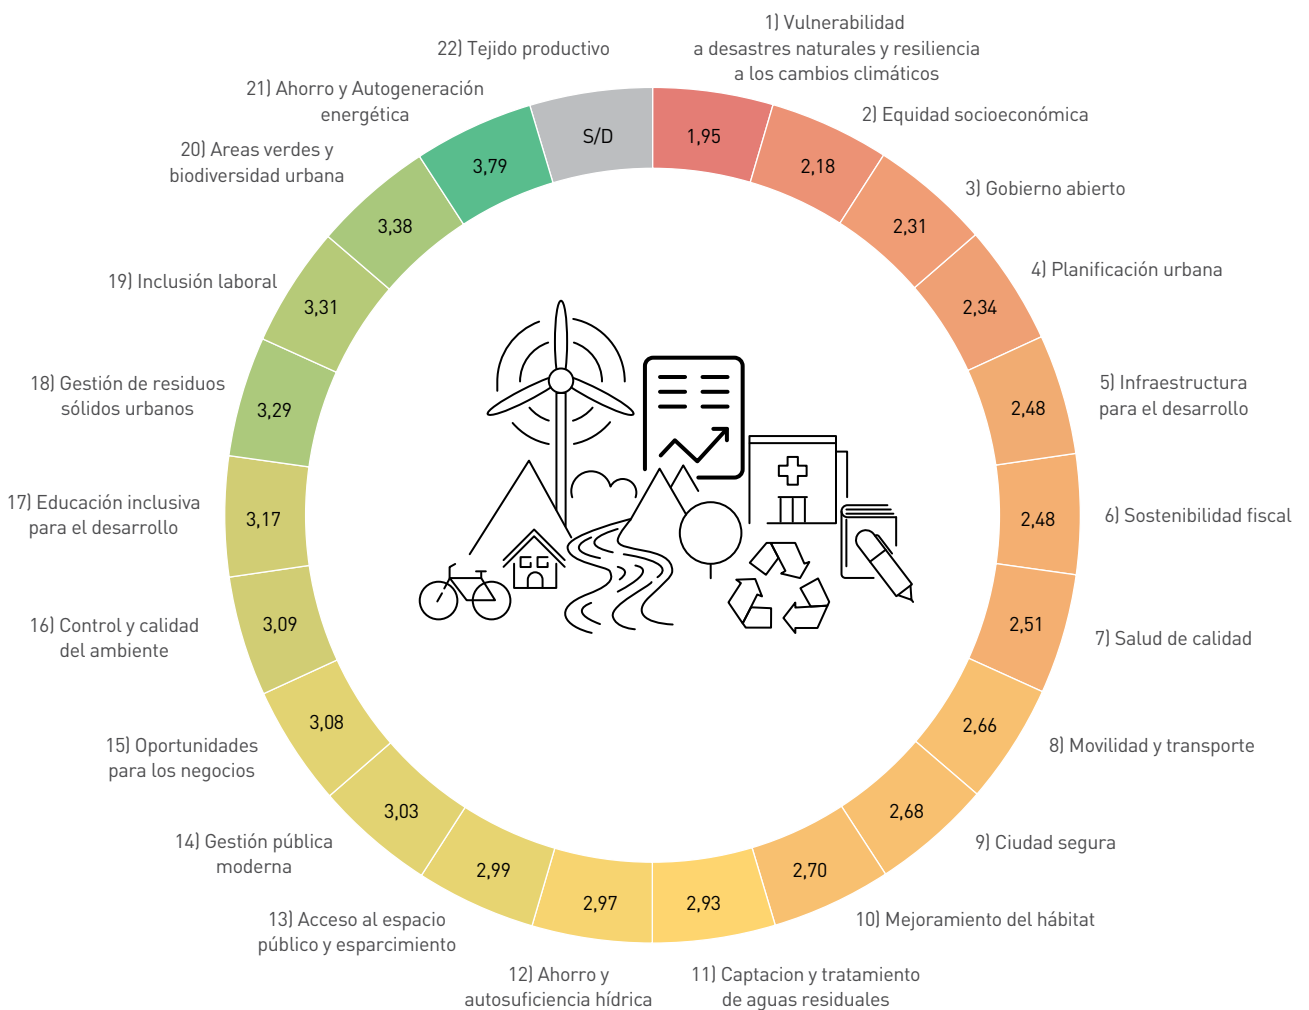 1) Vulnerabilidad
a desastres naturales y resiliencia
a los cambios climáticos
1,95
2) Equidad socioeconómica
2,18
3) Gobierno abierto
2,31
4) Planificación urbana
2,34
5) Infraestructura
para el desarrollo
2,48
6) Sostenibilidad fiscal
2,48
7) Salud de calidad
2,51
8) Movilidad y transporte
2,66
9) Ciudad segura
2,68
10) Mejoramiento del hábitat
2,70
11) Captacion y tratamiento
de aguas residuales
2,93
12) Ahorro y
autosuficiencia hídrica
2,97
13) Acceso al espacio
público y esparcimiento
2,99
14) Gestión pública
moderna
3,03
15) Oportunidades
para los negocios
3,08
16) Control y calidad
del ambiente
3,09
17) Educación inclusiva
para el desarrollo
3,17
18) Gestión de residuos
sólidos urbanos
3,29
19) Inclusión laboral
3,31
20) Areas verdes y
biodiversidad urbana
3,38
21) Ahorro y Autogeneración
energética
3,79
22) Tejido productivo
S/D